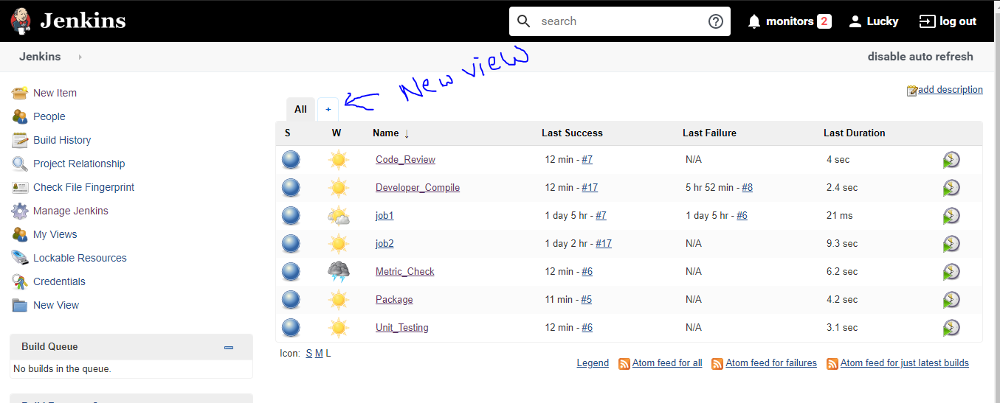 Jenkins
search
monitors 2
Lucky
log out
Jenkins
disable auto refresh
New view
add description
New Item
People
Build History
Project Relationship
Check File Fingerprint
Manage Jenkins
My Views
Lockable Resources
Credentials
New View
Build Queue
No builds in the queue.
All +
S W Name ↓ Last Success Last Failure Last Duration
Code_Review 12 min - #7 N/A 4 sec
Developer_Compile 12 min - #17 5 hr 52 min - #8 2.4 sec
job1 1 day 5 hr - #7 1 day 5 hr - #6 21 ms
job2 1 day 2 hr - #17 N/A 9.3 sec
Metric_Check 12 min - #6 N/A 6.2 sec
Package 11 min - #5 N/A 4.2 sec
Unit_Testing 12 min - #6 N/A 3.1 sec
Icon: S M L
Legend Atom feed for all Atom feed for failures Atom feed for just latest builds